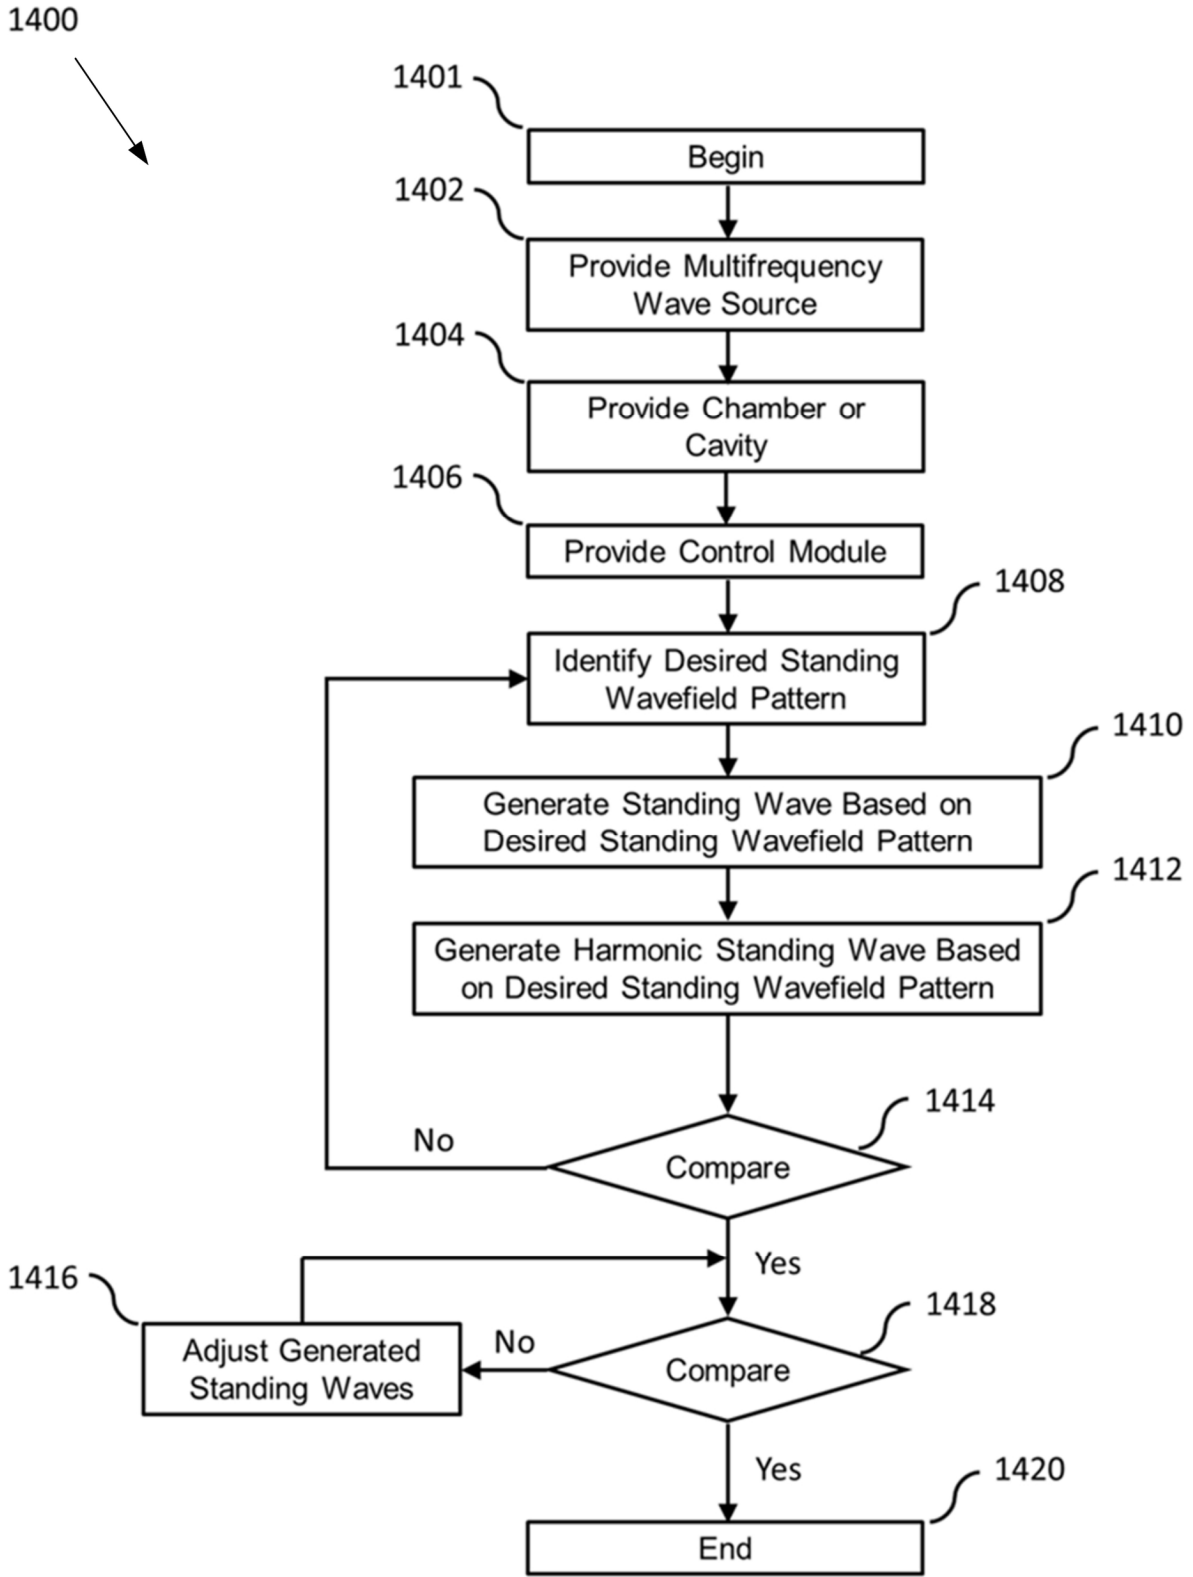 1400
1401
Begin
1402
Provide Multifrequency
Wave Source
1404
Provide Chamber or
Cavity
1406
Provide Control Module
1408
Identify Desired Standing
Wavefield Pattern
1410
Generate Standing Wave Based on
Desired Standing Wavefield Pattern
1412
Generate Harmonic Standing Wave Based
on Desired Standing Wavefield Pattern
1414
No
Compare
Yes
1416
Adjust Generated
Standing Waves
No
1418
Compare
Yes
1420
End